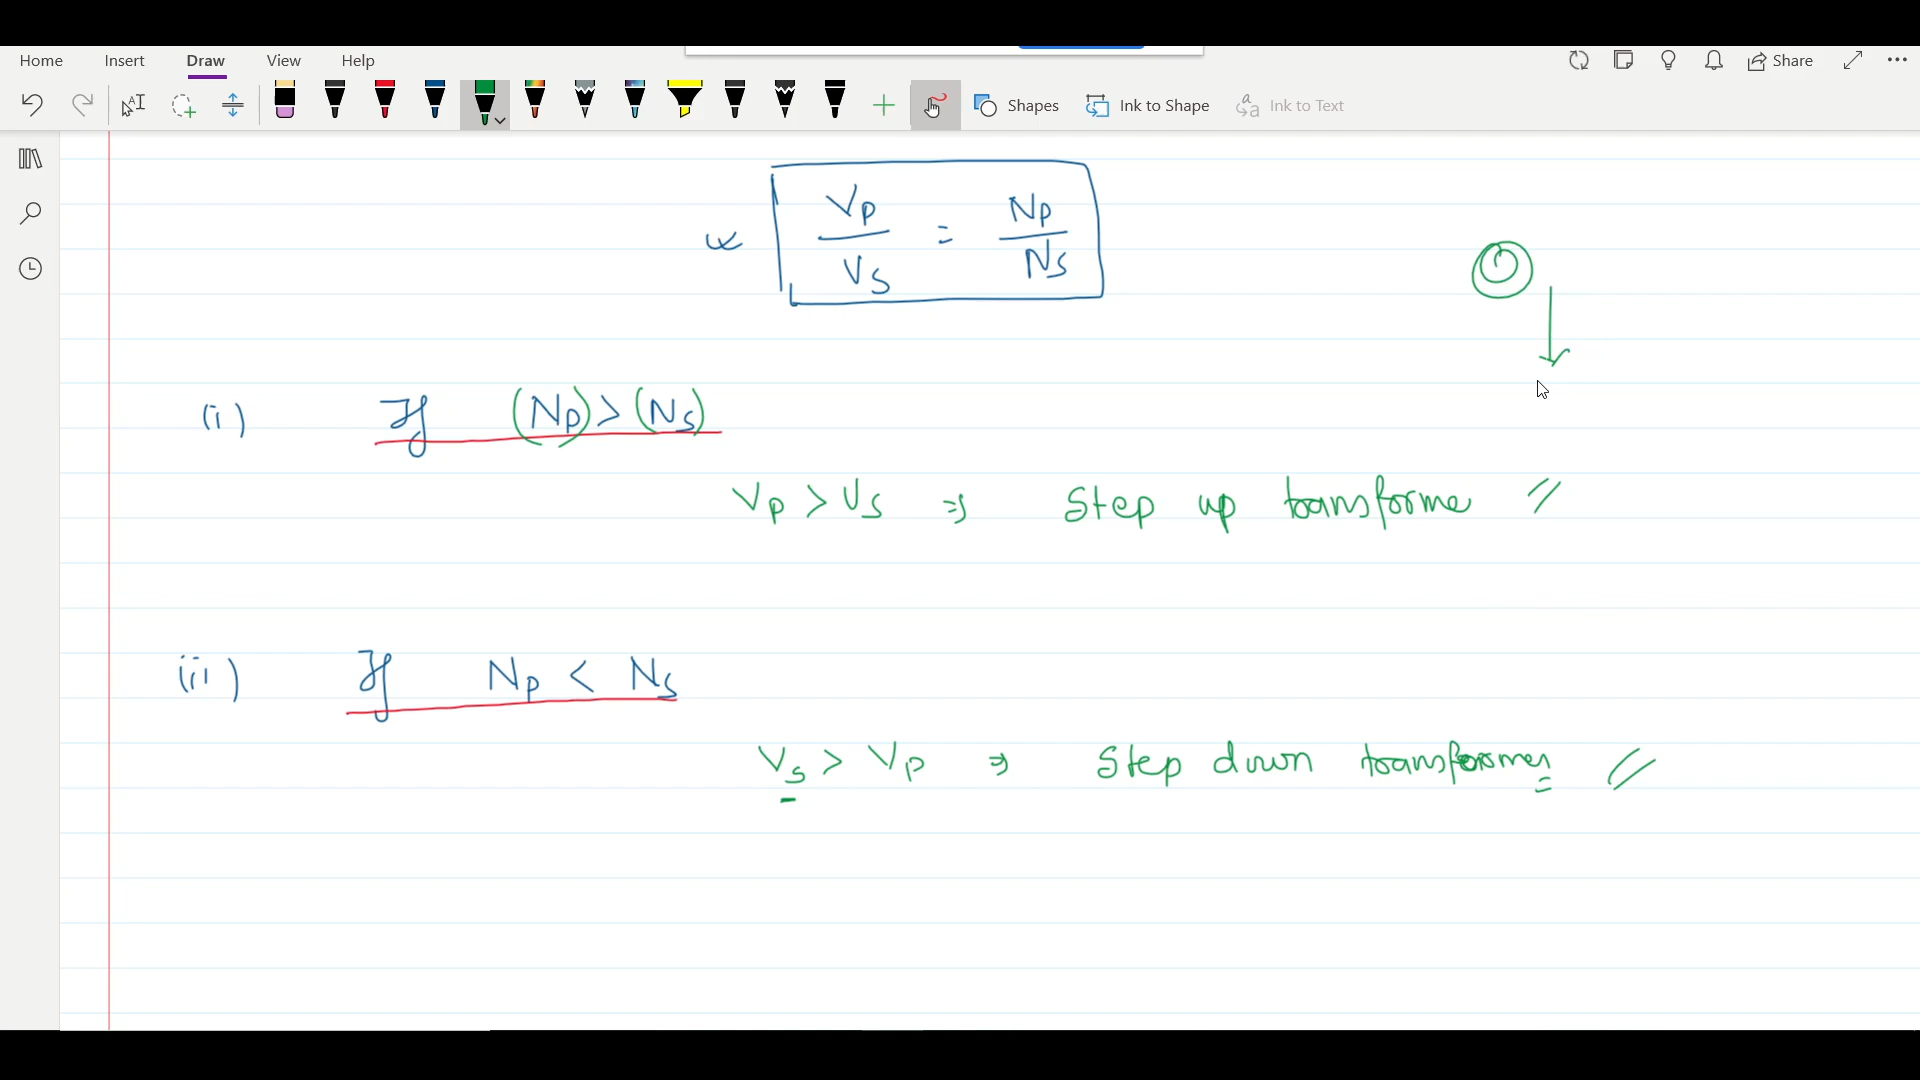 Home Insert Draw View Help Share
Shapes Ink to Shape Ink to Text
Vp / Vs = Np / Ns
(i) If (Np) > (Ns)
Vp > Vs ⇒ Step up transforme
(ii) If Np < Ns
Vs > Vp ⇒ Step down transformer